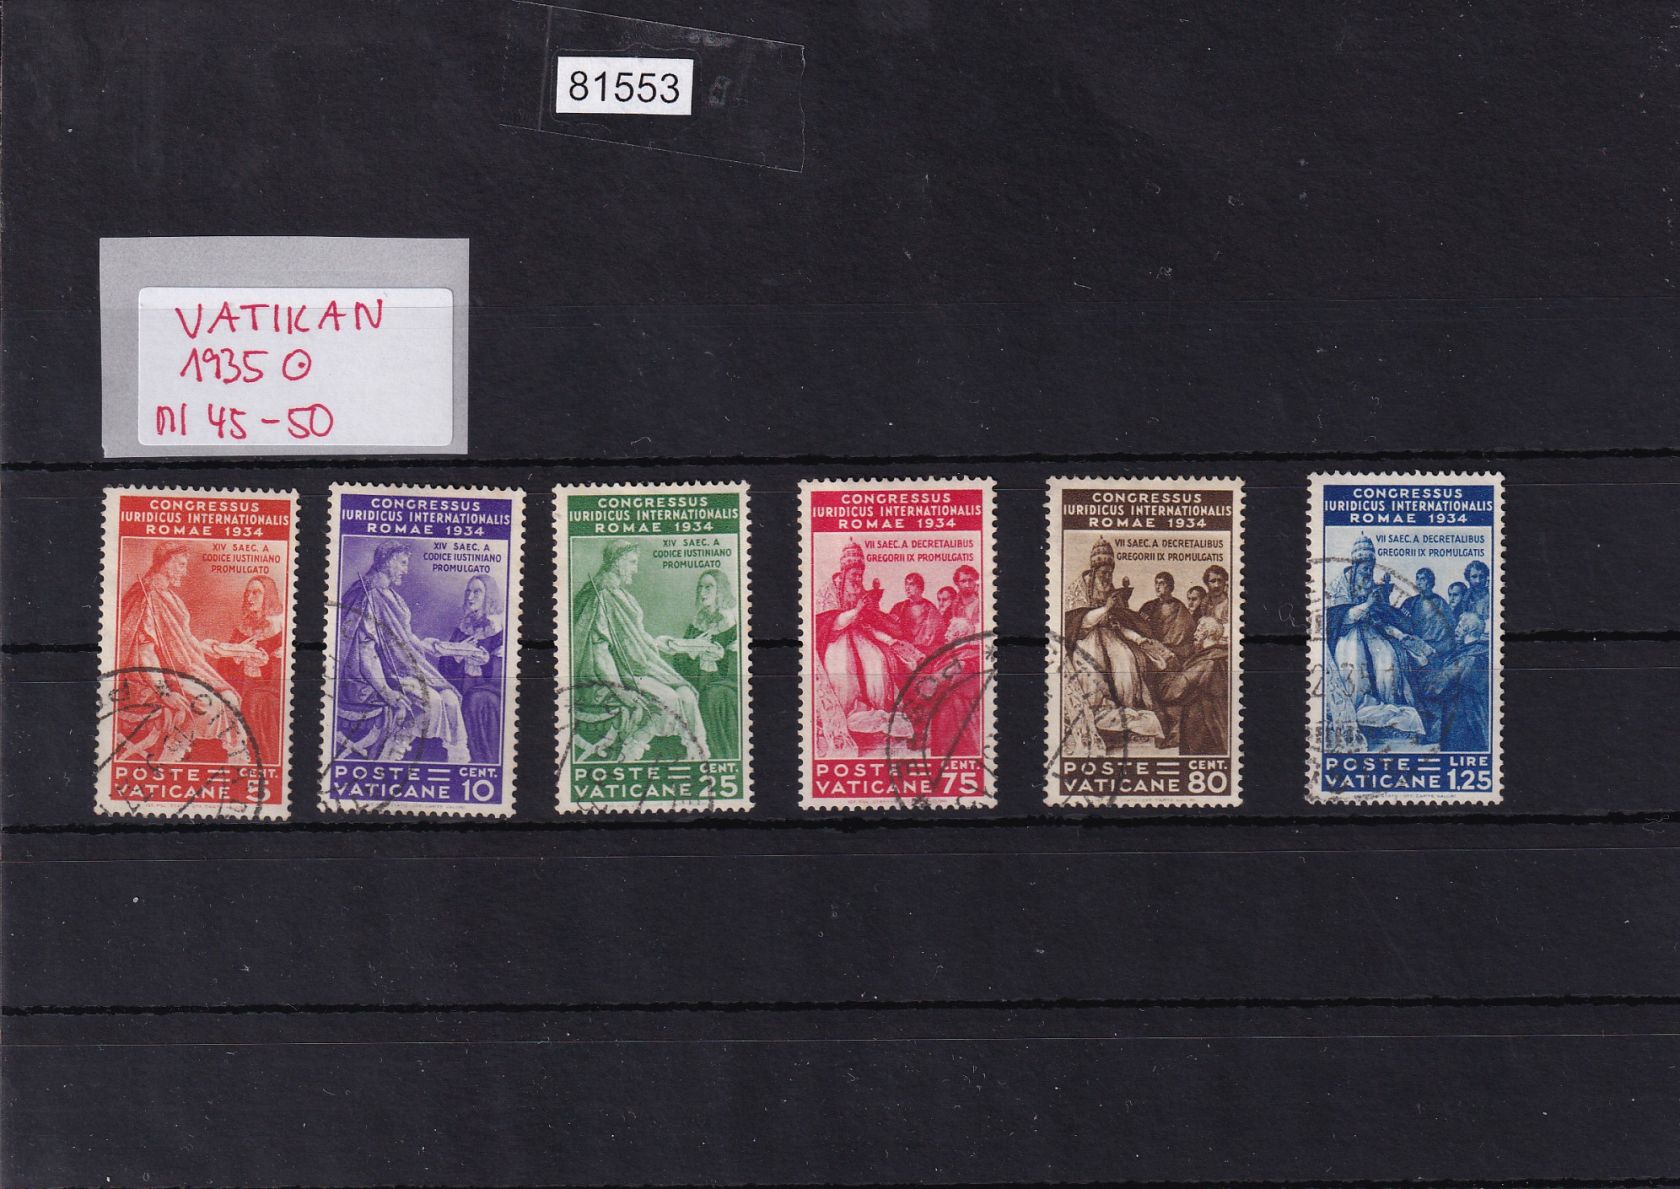 81553
VATIKAN
1935 ⊙
MI 45-50
CONGRESSUS
IURIDICUS INTERNATIONALIS
ROMAE 1934
XIV SAEC. A
CODICE IUSTINIANO
PROMULGATO
POSTE = CENT.
VATICANE 5
CONGRESSUS
IURIDICUS INTERNATIONALIS
ROMAE 1934
XIV SAEC. A
CODICE IUSTINIANO
PROMULGATO
POSTE = CENT.
VATICANE 10
CONGRESSUS
IURIDICUS INTERNATIONALIS
ROMAE 1934
XIV SAEC. A
CODICE IUSTINIANO
PROMULGATO
POSTE = CENT.
VATICANE 25
CONGRESSUS
IURIDICUS INTERNATIONALIS
ROMAE 1934
VII SAEC. A DECRETALIBUS
GREGORII IX PROMULGATIS
POSTE = CENT.
VATICANE 75
CONGRESSUS
IURIDICUS INTERNATIONALIS
ROMAE 1934
VII SAEC. A DECRETALIBUS
GREGORII IX PROMULGATIS
POSTE = CENT.
VATICANE 80
CONGRESSUS
IURIDICUS INTERNATIONALIS
ROMAE 1934
VII SAEC. A DECRETALIBUS
GREGORII IX PROMULGATIS
POSTE = LIRE
VATICANE 1,25